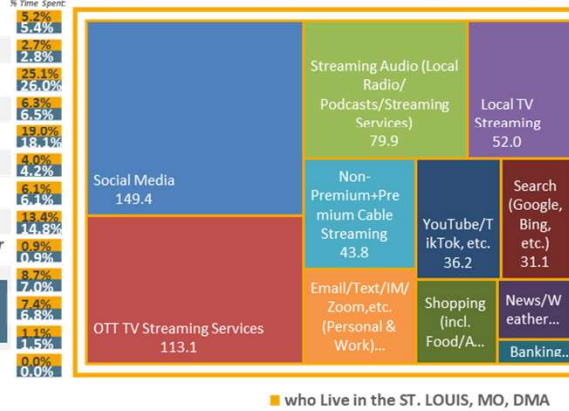 % Time Spent:
5.2%
5.4%
2.7%
2.8%
25.1%
26.0%
6.3%
6.5%
19.0%
18.1%
4.0%
4.2%
6.1%
6.1%
13.4%
14.8%
0.9%
0.9%
8.7%
7.0%
7.4%
6.8%
1.1%
1.5%
0.0%
0.0%
Social Media
149.4
OTT TV Streaming Services
113.1
Streaming Audio (Local
Radio/
Podcasts/Streaming
Services)
79.9
Local TV
Streaming
52.0
Non-
Premium+Pre
mium Cable
Streaming
43.8
YouTube/T
ikTok, etc.
36.2
Search
(Google,
Bing,
etc.)
31.1
Email/Text/IM/
Zoom,etc.
(Personal &
Work)...
Shopping
(incl.
Food/A...
News/W
eather...
Banking...
who Live in the ST. LOUIS, MO, DMA